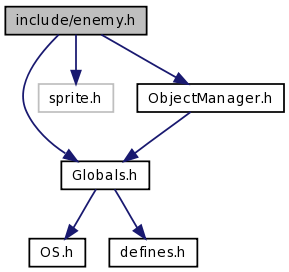 include/enemy.h
sprite.h
ObjectManager.h
Globals.h
OS.h
defines.h